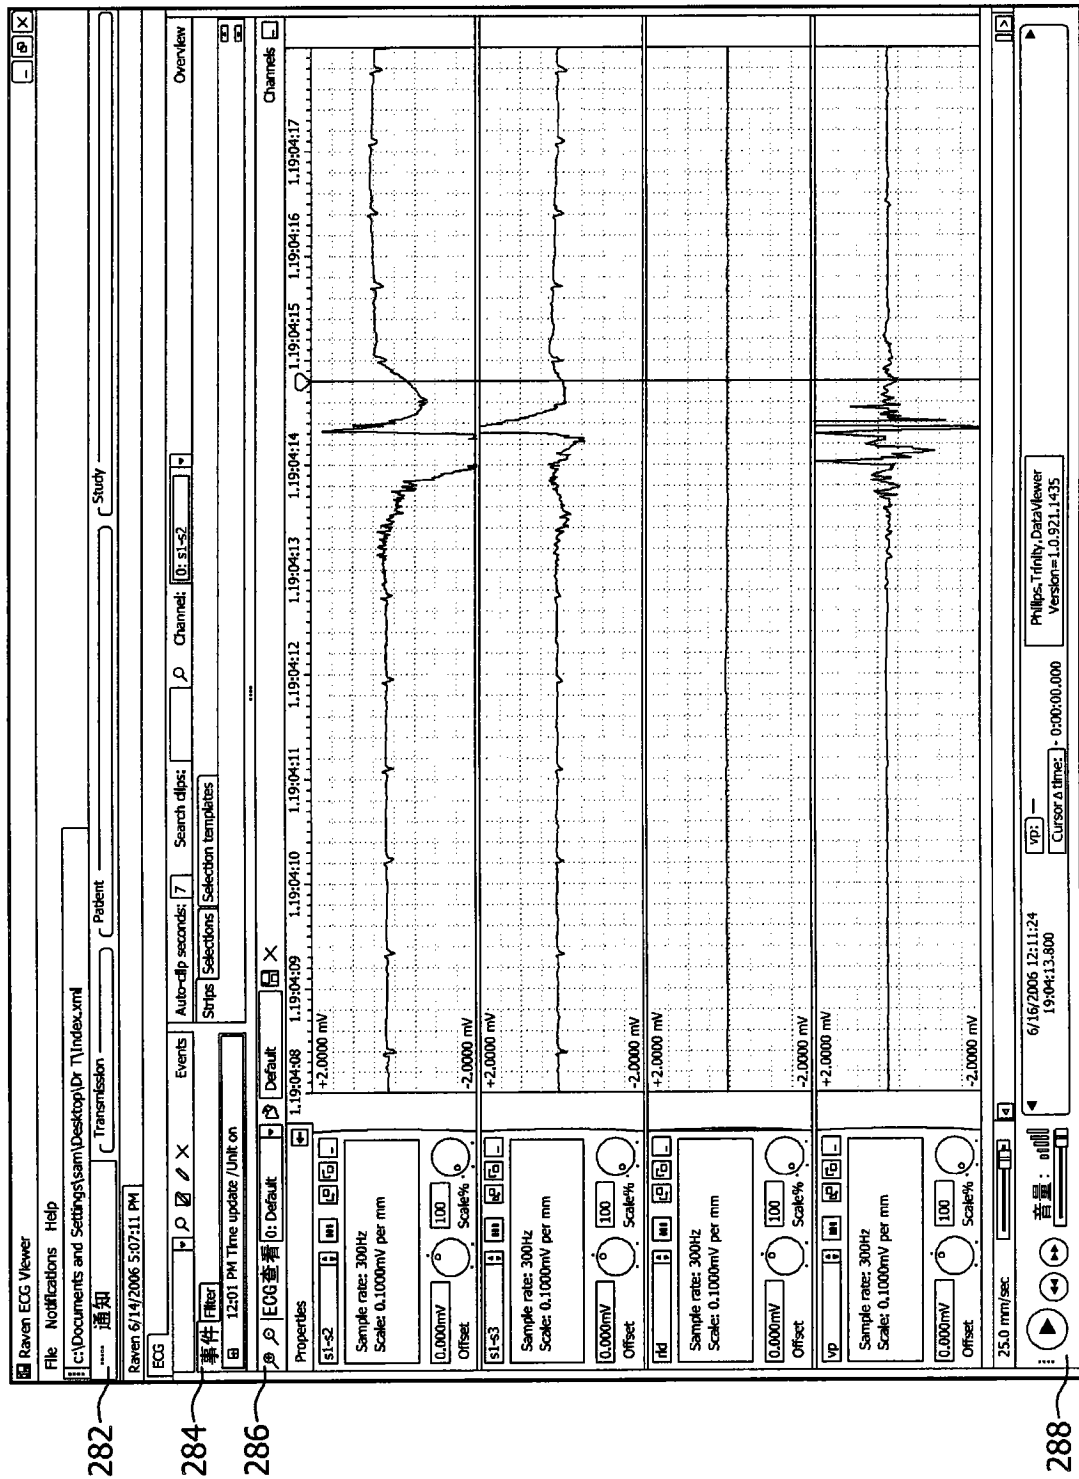 Raven ECG Viewer
File Notifications Help
c:\Documents and Settings\sam\Desktop\Dr T\Index.xml
282
通知
Transmission
Patient
Study
Raven 6/14/2006 5:07:11 PM
ECG
Events
Auto-clip seconds: 7 Search clips: Channel: 0: s1-s2 Overview
284
事件 Filter
Strips Selections Selection templates
12:01 PM Time update /Unit on
286
ECG查看 0: Default Default Channels
Properties
1.19:04:08 1.19:04:09 1.19:04:10 1.19:04:11 1.19:04:12 1.19:04:13 1.19:04:14 1.19:04:15 1.19:04:16 1.19:04:17
s1-s2
+2.0000 mV
Sample rate: 300Hz
Scale: 0.1000mV per mm
0.000mV 100
Offset Scale%
-2.0000 mV
s1-s3
+2.0000 mV
Sample rate: 300Hz
Scale: 0.1000mV per mm
0.000mV 100
Offset Scale%
-2.0000 mV
rld
+2.0000 mV
Sample rate: 300Hz
Scale: 0.1000mV per mm
0.000mV 100
Offset Scale%
-2.0000 mV
vp
+2.0000 mV
Sample rate: 300Hz
Scale: 0.1000mV per mm
0.000mV 100
Offset Scale%
-2.0000 mV
25.0 mm/sec
288
音量:
6/16/2006 12:11:24
19:04:13.800
vp: —
Cursor Δ time: - 0:00:00.000
Philips.Trinity.DataViewer
Version=1.0.921.1435